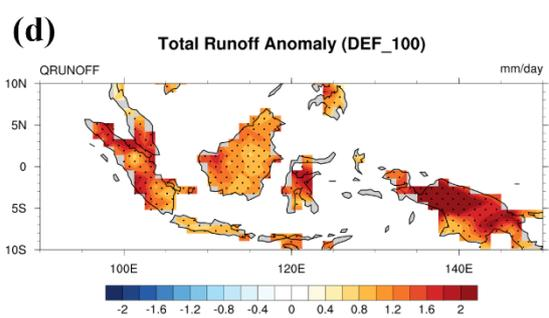 (d)
Total Runoff Anomaly (DEF_100)
QRUNOFF mm/day
10N
5N
0
5S
10S
100E 120E 140E
-2 -1.6 -1.2 -0.8 -0.4 0 0.4 0.8 1.2 1.6 2